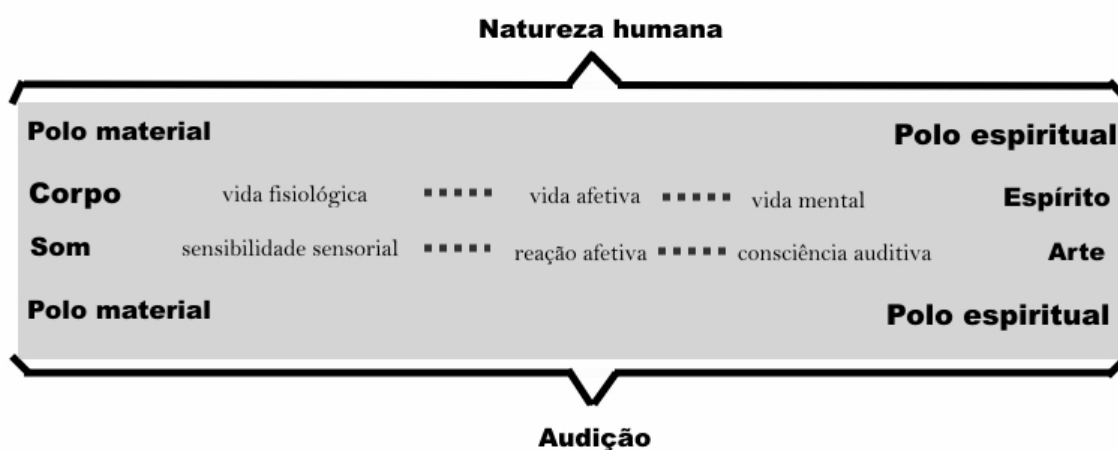 Natureza humana
Polo material Polo espiritual
Corpo vida fisiológica vida afetiva vida mental Espírito
Som sensibilidade sensorial reação afetiva consciência auditiva Arte
Polo material Polo espiritual
Audição